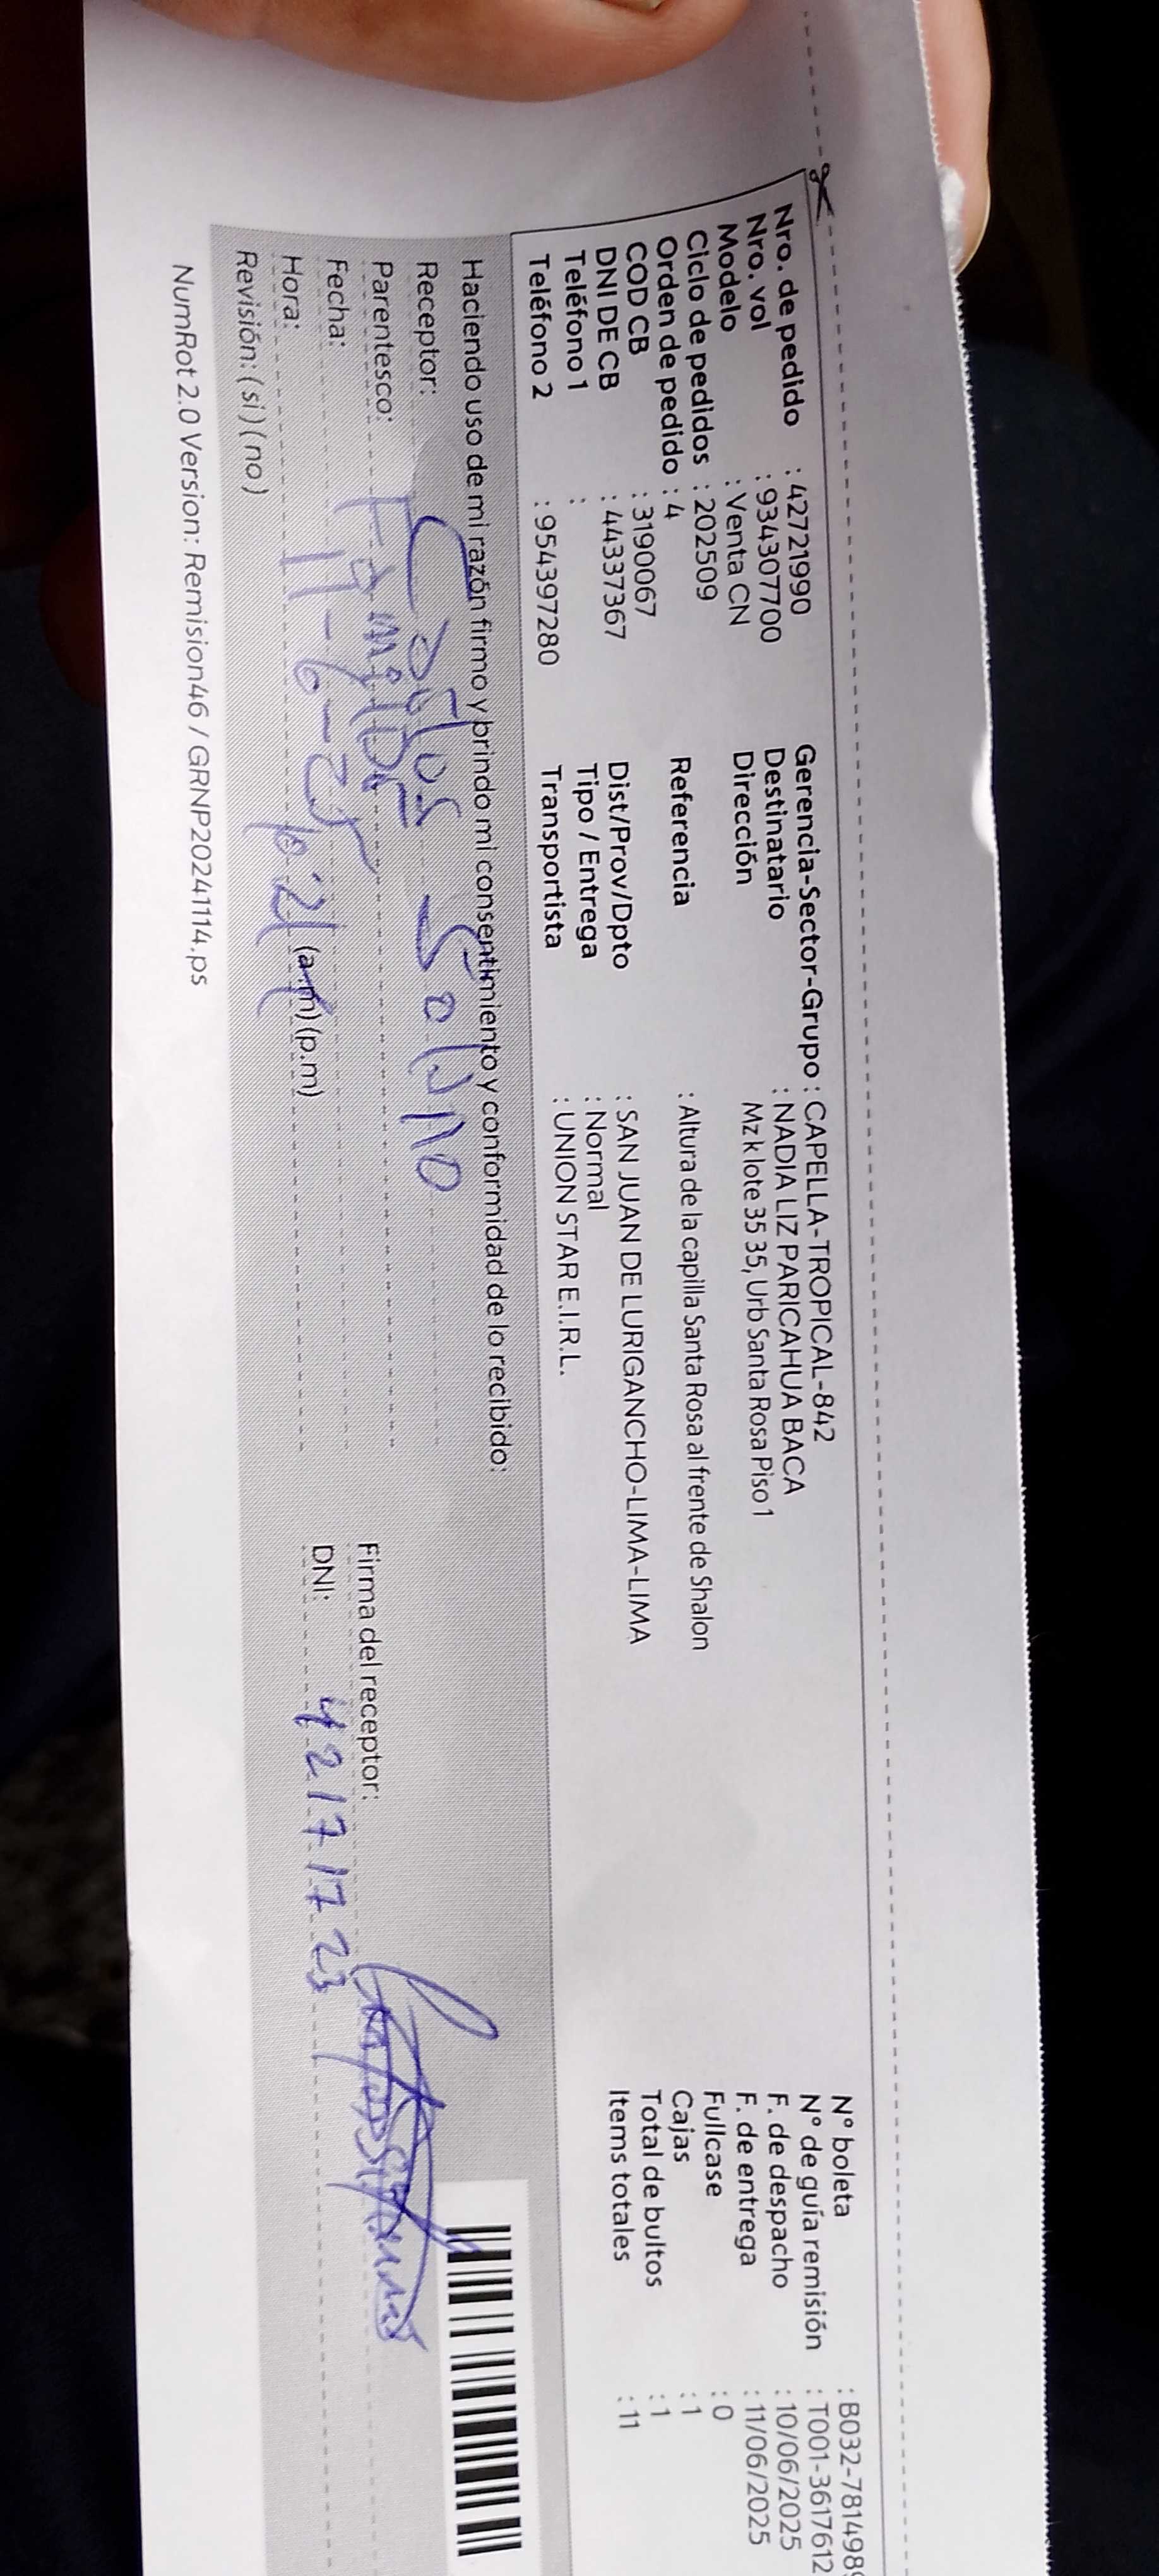 Nro. de pedido : 42721990
Nro. vol : 934307700
Modelo : Venta CN
Ciclo de pedidos : 202509
Orden de pedido : 4
COD CB : 3190067
DNI DE CB : 44337367
Teléfono 1 :
Teléfono 2 : 954397280
Gerencia-Sector-Grupo : CAPELLA-TROPICAL-842
Destinatario : NADIA LIZ PARICAHUA BACA
Dirección Mz k lote 35 35, Urb Santa Rosa Piso 1
Referencia : Altura de la capilla Santa Rosa al frente de Shalon
Dist/Prov/Dpto : SAN JUAN DE LURIGANCHO-LIMA-LIMA
Tipo / Entrega : Normal
Transportista : UNION STAR E.I.R.L.
N° boleta : B032-7814989
N° de guía remisión : T001-3617612
F. de despacho : 10/06/2025
F. de entrega : 11/06/2025
Fullcase : 0
Cajas : 1
Total de bultos : 1
Items totales : 11
Haciendo uso de mi razón firmo y brindo mi consentimiento y conformidad de lo recibido:
Receptor: Carlos
Parentesco: Familiar
Fecha: 11-6-25
Hora: (a.m) (p.m)
Revisión: (si) (no)
Firma del receptor:
DNI: 42171723
NumRot 2.0 Version: Remision46 / GRNP20241114.ps